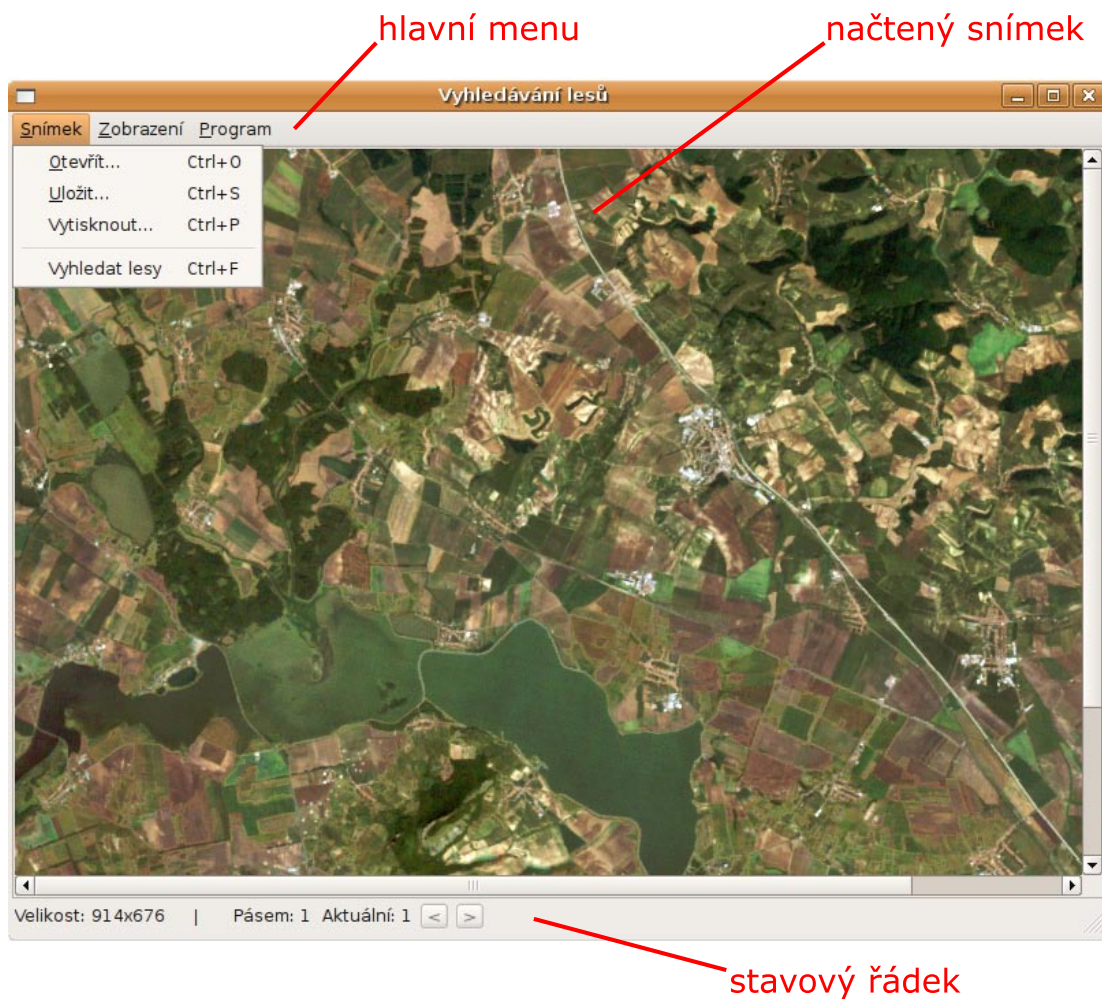 hlavní menu
načtený snímek
Vyhledávání lesů
Snímek Zobrazení Program
Otevřít... Ctrl+O
Uložit... Ctrl+S
Vytisknout... Ctrl+P
Vyhledat lesy Ctrl+F
Velikost: 914x676 | Pásem: 1 Aktuální: 1 < >
stavový řádek